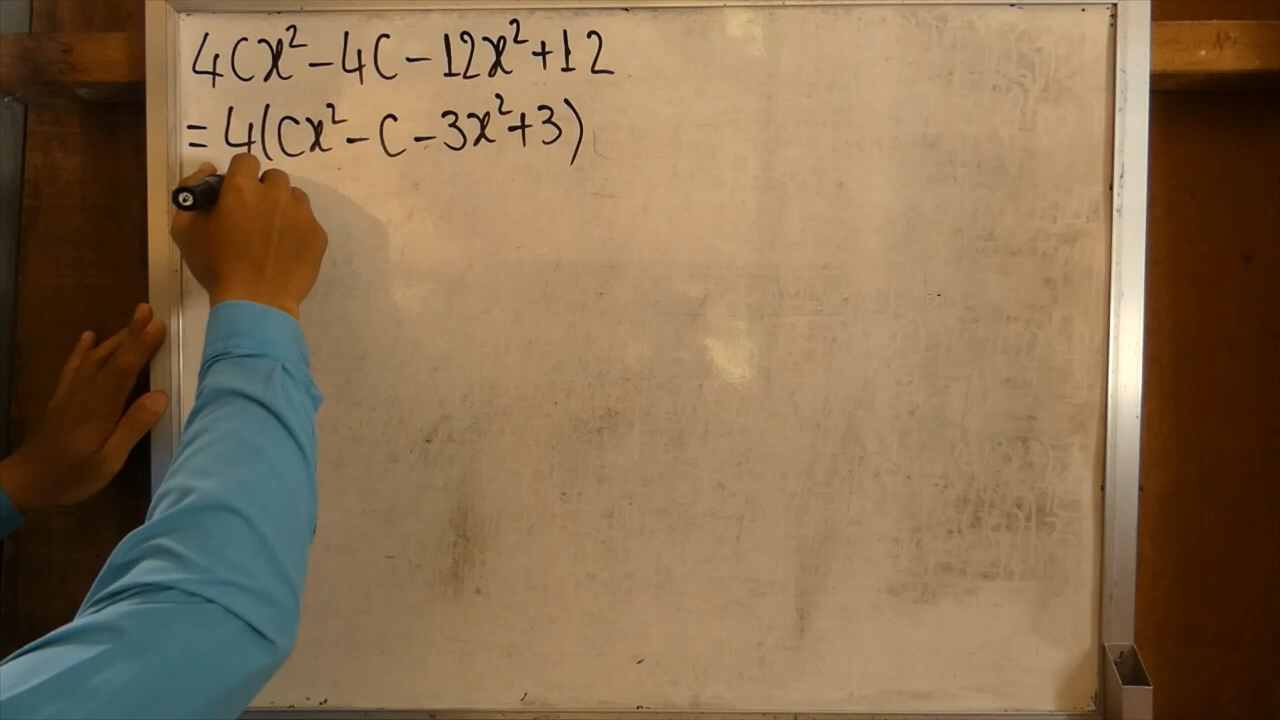 4Cx² - 4C - 12x² + 12
= 4(Cx² - C - 3x² + 3)